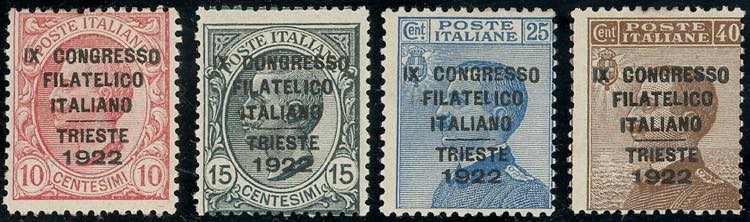 POSTE ITALIANE
IX CONGRESSO
FILATELICO
ITALIANO
TRIESTE
1922
10 CENTESIMI 10
POSTE ITALIANE
IX CONGRESSO
FILATELICO
ITALIANO
TRIESTE
1922
15 CENTESIMI 15
Cent POSTE 25
ITALIANE
IX CONGRESSO
FILATELICO
ITALIANO
TRIESTE
1922
Cent POSTE 40
ITALIANE
IX CONGRESSO
FILATELICO
ITALIANO
TRIESTE
1922